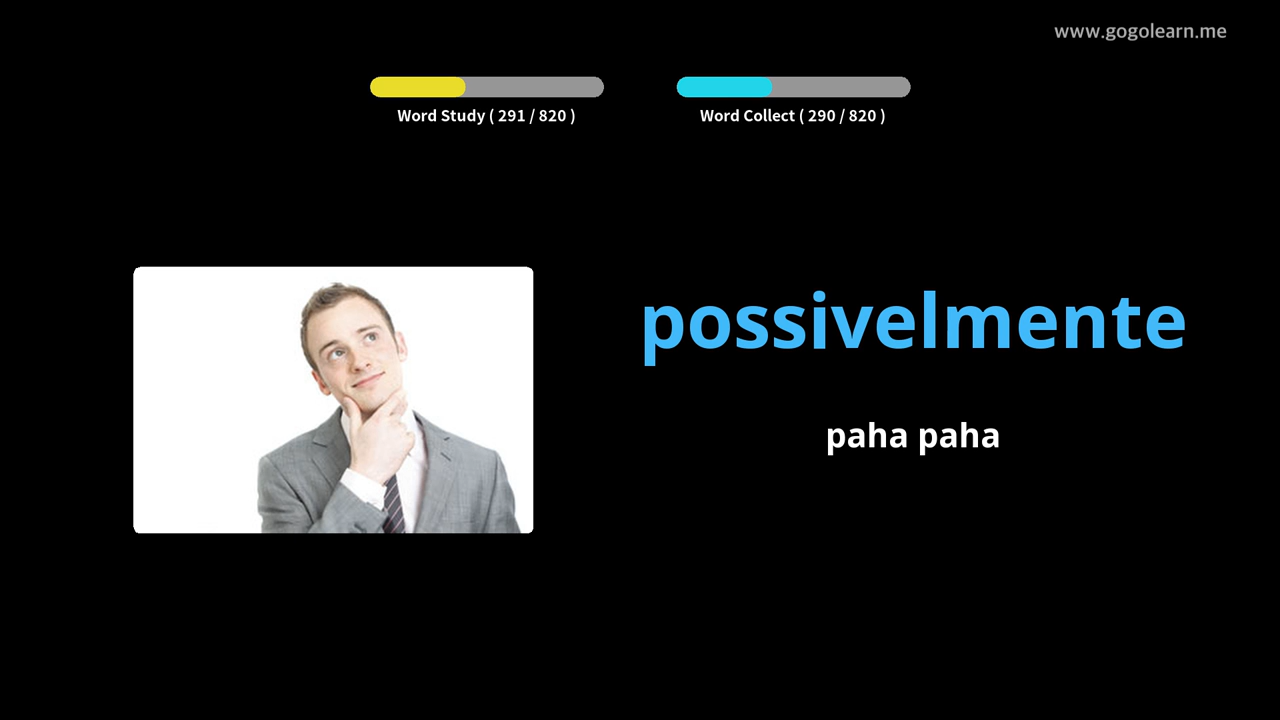 www.gogolearn.me
Word Study ( 291 / 820 )
Word Collect ( 290 / 820 )
possivelmente
paha paha